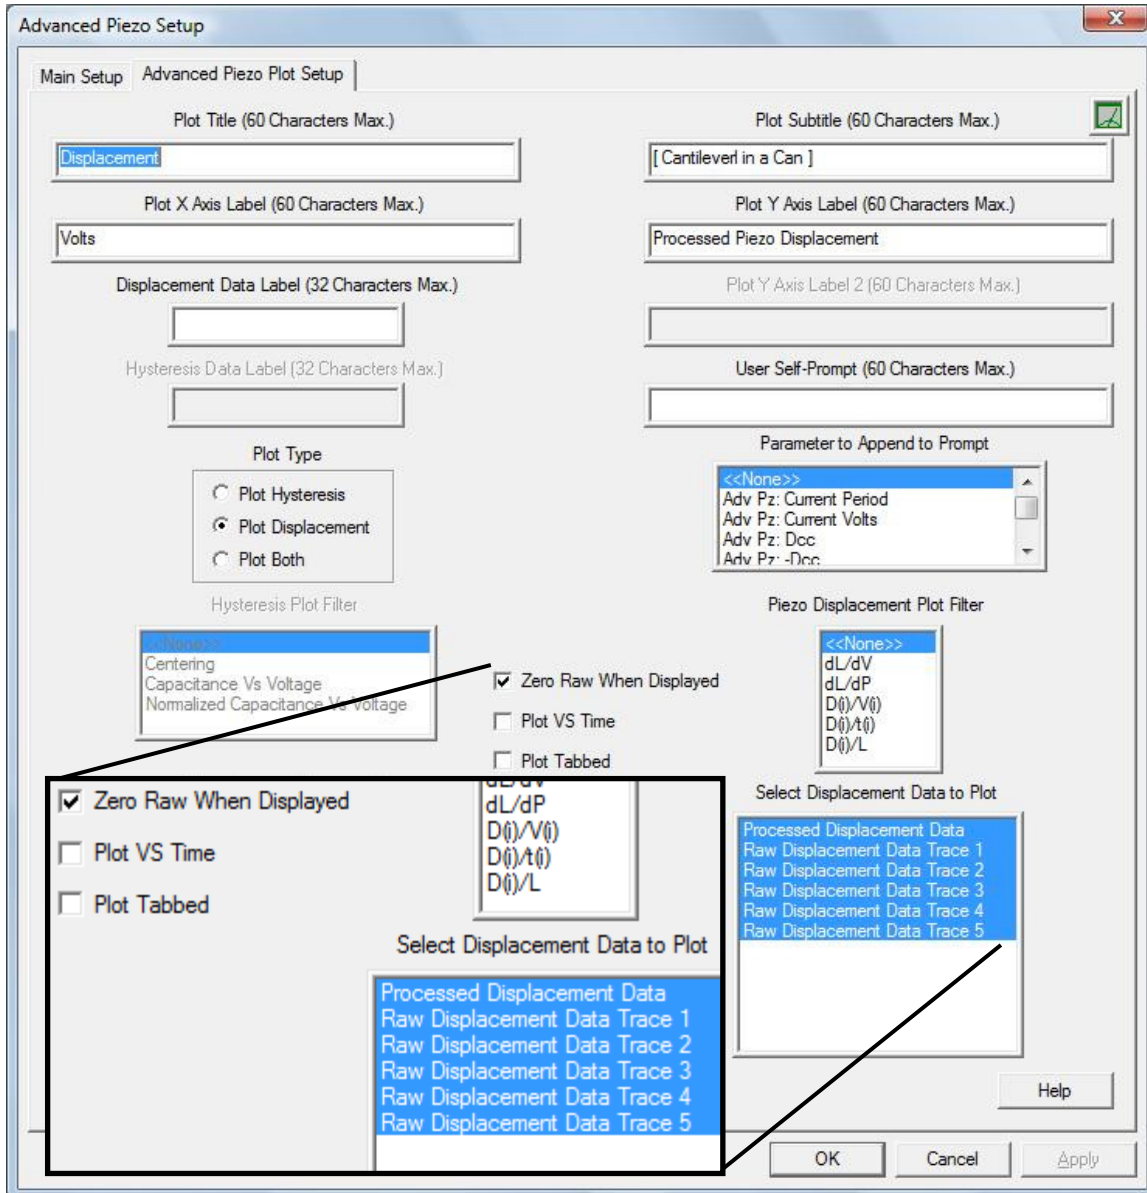 Advanced Piezo Setup
Main Setup
Advanced Piezo Plot Setup
Plot Title (60 Characters Max.)
Plot Subtitle (60 Characters Max.)
Displacement
[ Cantileverl in a Can ]
Plot X Axis Label (60 Characters Max.)
Plot Y Axis Label (60 Characters Max.)
Volts
Processed Piezo Displacement
Displacement Data Label (32 Characters Max.)
Plot Y Axis Label 2 (60 Characters Max.)
Hysteresis Data Label (32 Characters Max.)
User Self-Prompt (60 Characters Max.)
Plot Type
Plot Hysteresis
Plot Displacement
Plot Both
Parameter to Append to Prompt
<<None>>
Adv Pz: Current Period
Adv Pz: Current Volts
Adv Pz: Dcc
Adv Pz: -Dcc
Hysteresis Plot Filter
<<None>>
Centering
Capacitance Vs Voltage
Normalized Capacitance Vs Voltage
Zero Raw When Displayed
Plot VS Time
Plot Tabbed
Piezo Displacement Plot Filter
<<None>>
dL/dV
dL/dP
D(i)/V(i)
D(i)/t(i)
D(i)/L
Select Displacement Data to Plot
Processed Displacement Data
Raw Displacement Data Trace 1
Raw Displacement Data Trace 2
Raw Displacement Data Trace 3
Raw Displacement Data Trace 4
Raw Displacement Data Trace 5
Zero Raw When Displayed
Plot VS Time
Plot Tabbed
dL/dV
dL/dP
D(i)/V(i)
D(i)/t(i)
D(i)/L
Select Displacement Data to Plot
Processed Displacement Data
Raw Displacement Data Trace 1
Raw Displacement Data Trace 2
Raw Displacement Data Trace 3
Raw Displacement Data Trace 4
Raw Displacement Data Trace 5
Help
OK
Cancel
Apply